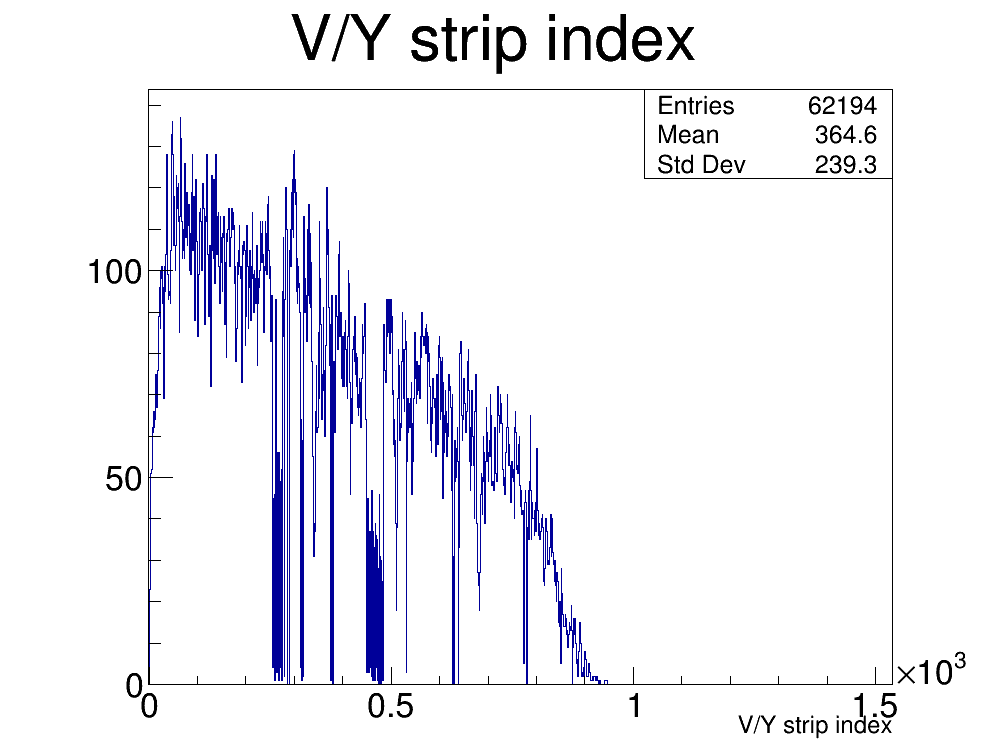 V/Y strip index
Entries 62194
Mean 364.6
Std Dev 239.3
100
50
0
0 0.5 1 1.5 ×10³
V/Y strip index